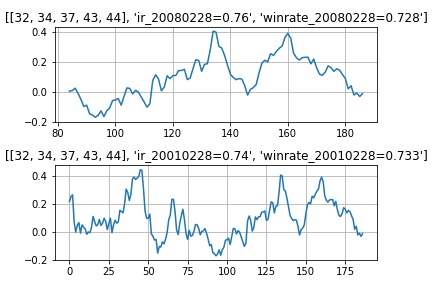 [[32, 34, 37, 43, 44], 'ir_20080228=0.76', 'winrate_20080228=0.728']
0.4
0.2
0.0
−0.2
80 100 120 140 160 180
[[32, 34, 37, 43, 44], 'ir_20010228=0.74', 'winrate_20010228=0.733']
0.4
0.2
0.0
−0.2
0 25 50 75 100 125 150 175